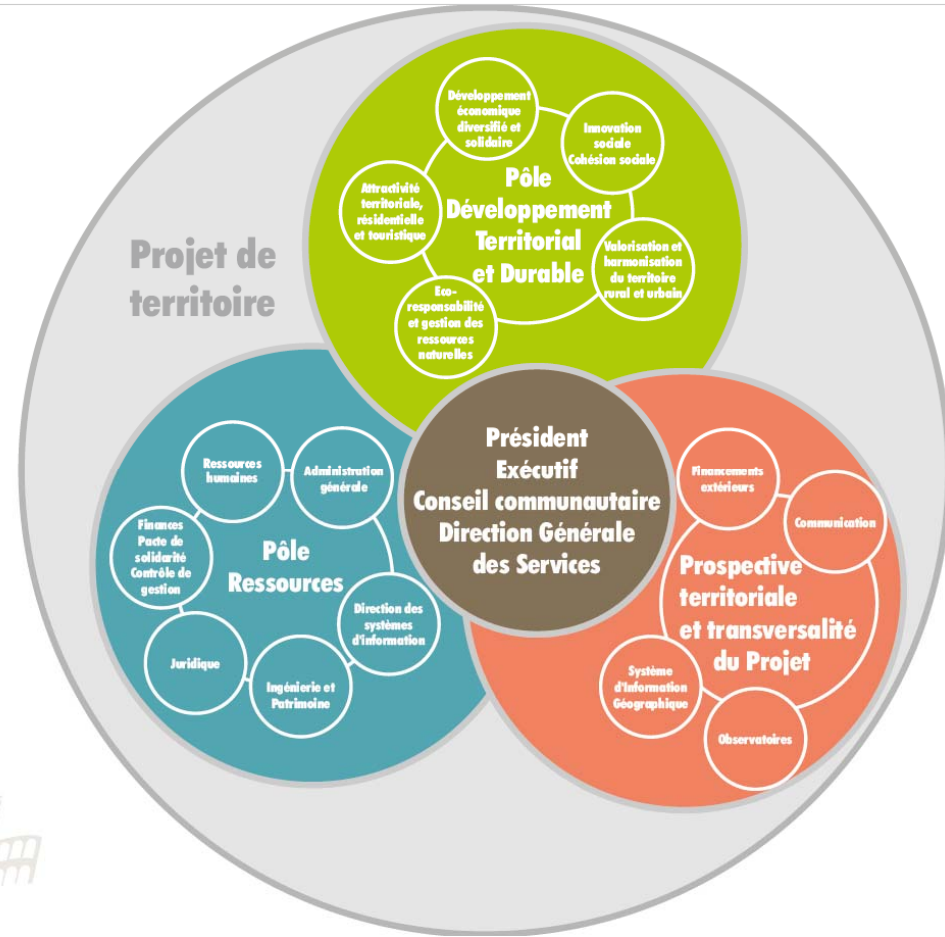 Projet de
territoire
Développement
économique
diversifié et
solidaire
Innovation
sociale
Cohésion sociale
Attractivité
territoriale,
résidentielle
et touristique
Pôle
Développement
Territorial
et Durable
Valorisation et
harmonisation
du territoire
rural et urbain
Eco-
responsabilité
et gestion des
ressources
naturelles
Président
Exécutif
Conseil communautaire
Direction Générale
des Services
Ressources
humaines
Administration
générale
Finances
Pacte de
solidarité
Contrôle de
gestion
Pôle
Ressources
Direction des
systèmes
d'information
Juridique
Ingénierie et
Patrimoine
Financements
extérieurs
Communication
Prospective
territoriale
et transversalité
du Projet
Système
d'Information
Géographique
Observatoires